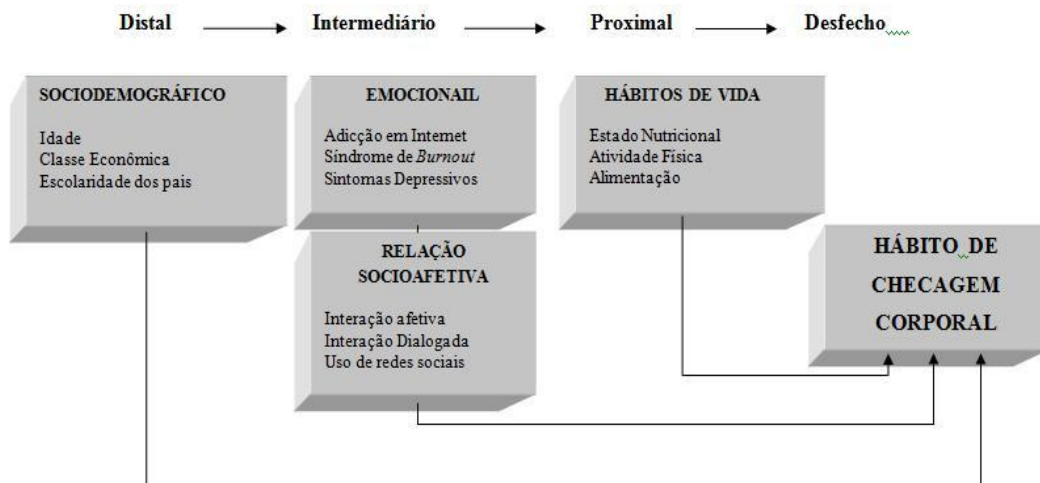 Distal Intermediário Proximal Desfecho
SOCIODEMOGRÁFICO
Idade
Classe Econômica
Escolaridade dos pais
EMOCIONAIL
Adicção em Internet
Síndrome de Burnout
Sintomas Depressivos
RELAÇÃO
SOCIOAFETIVA
Interação afetiva
Interação Dialogada
Uso de redes sociais
HÁBITOS DE VIDA
Estado Nutricional
Atividade Física
Alimentação
HÁBITO DE
CHECAGEM
CORPORAL